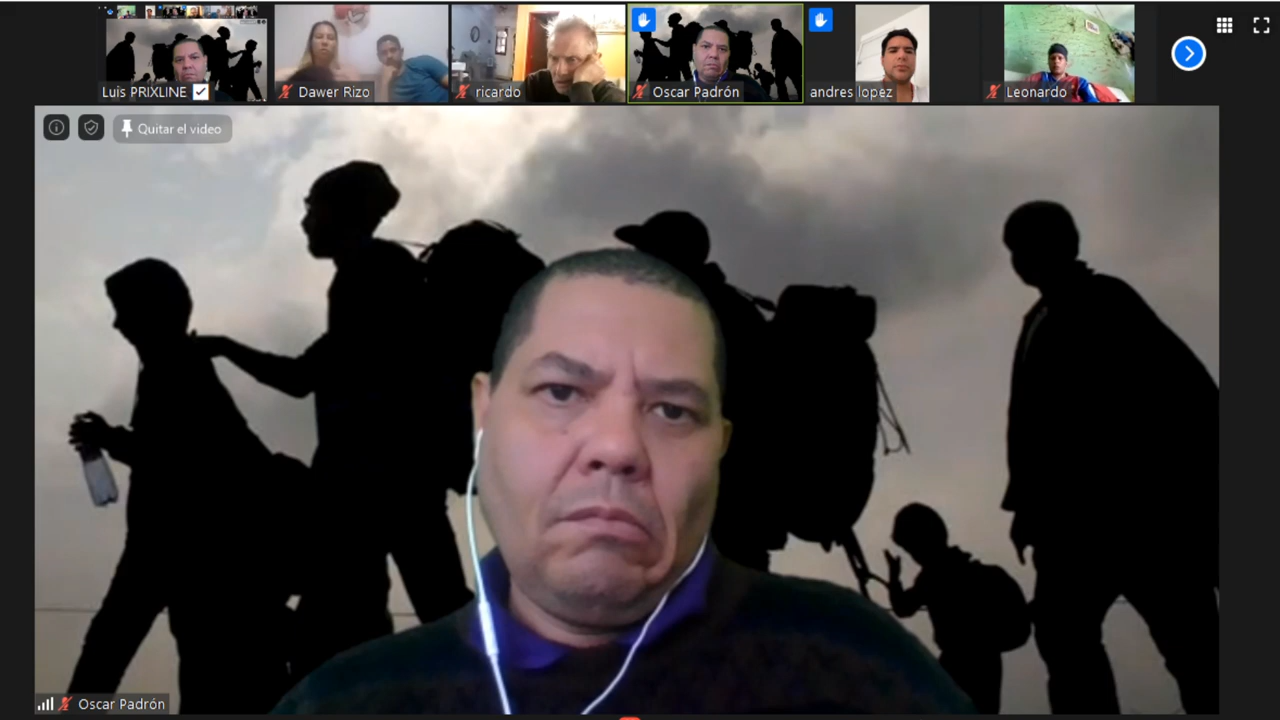 Luis PRIXLINE
Dawer Rizo
ricardo
Oscar Padrón
andres lopez
Leonardo
Quitar el video
Oscar Padrón